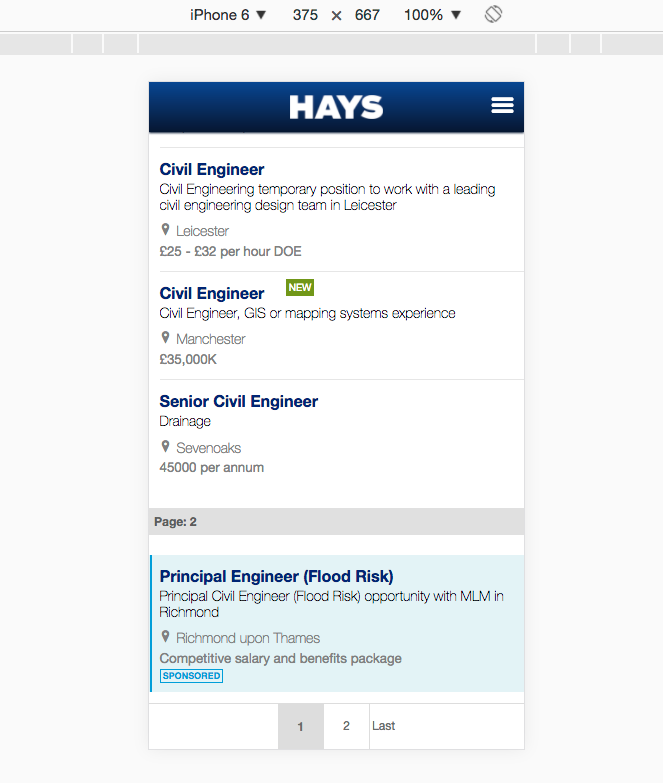 iPhone 6 ▼ 375 × 667 100% ▼
HAYS
Civil Engineer
Civil Engineering temporary position to work with a leading
civil engineering design team in Leicester
Leicester
£25 - £32 per hour DOE
Civil Engineer NEW
Civil Engineer, GIS or mapping systems experience
Manchester
£35,000K
Senior Civil Engineer
Drainage
Sevenoaks
45000 per annum
Page: 2
Principal Engineer (Flood Risk)
Principal Civil Engineer (Flood Risk) opportunity with MLM in
Richmond
Richmond upon Thames
Competitive salary and benefits package
SPONSORED
1 2 Last